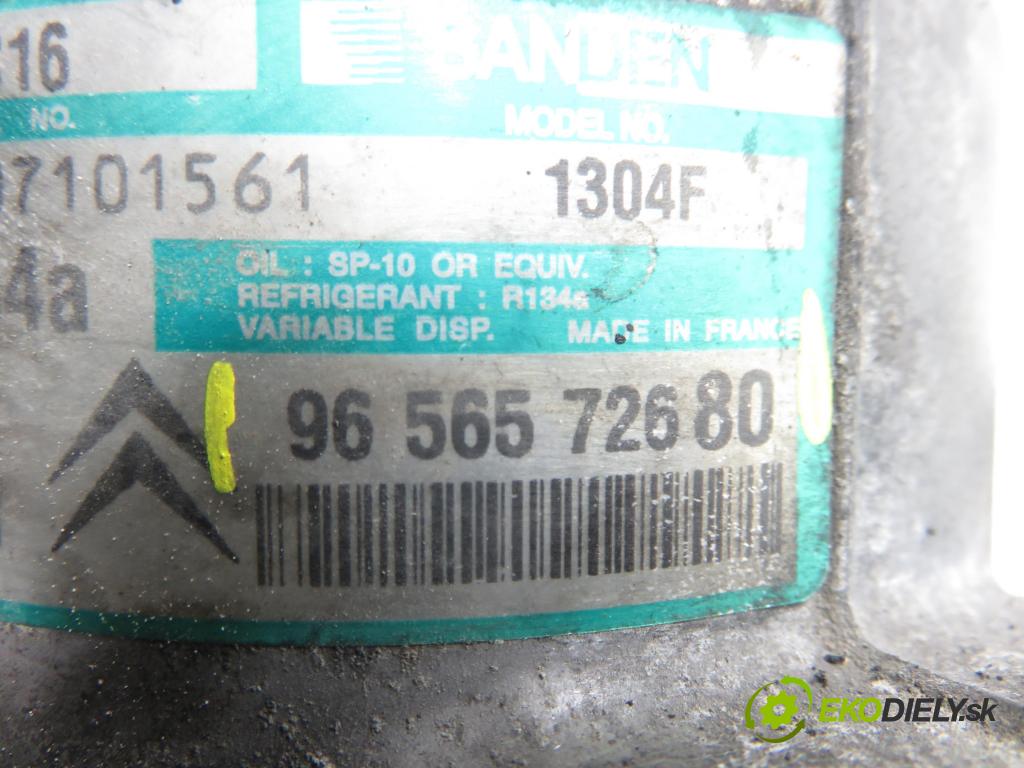 SANDEN
NO. MODEL NO.
7101561 1304F
4a
OIL : SP-10 OR EQUIV.
REFRIGERANT : R134a
VARIABLE DISP. MADE IN FRANCE
96 565 726 80
EKODIELY.sk